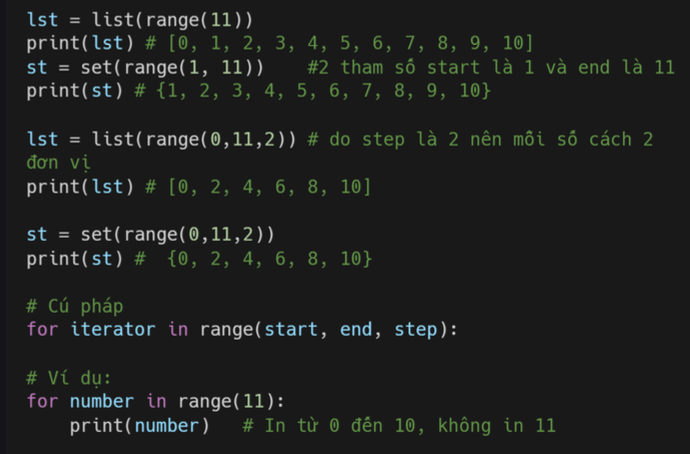 lst = list(range(11))
print(lst) # [0, 1, 2, 3, 4, 5, 6, 7, 8, 9, 10]
st = set(range(1, 11))    #2 tham số start là 1 và end là 11
print(st) # {1, 2, 3, 4, 5, 6, 7, 8, 9, 10}

lst = list(range(0,11,2)) # do step là 2 nên mỗi số cách 2
đơn vị
print(lst) # [0, 2, 4, 6, 8, 10]

st = set(range(0,11,2))
print(st) #  {0, 2, 4, 6, 8, 10}

# Cú pháp
for iterator in range(start, end, step):

# Ví dụ:
for number in range(11):
    print(number)   # In từ 0 đến 10, không in 11